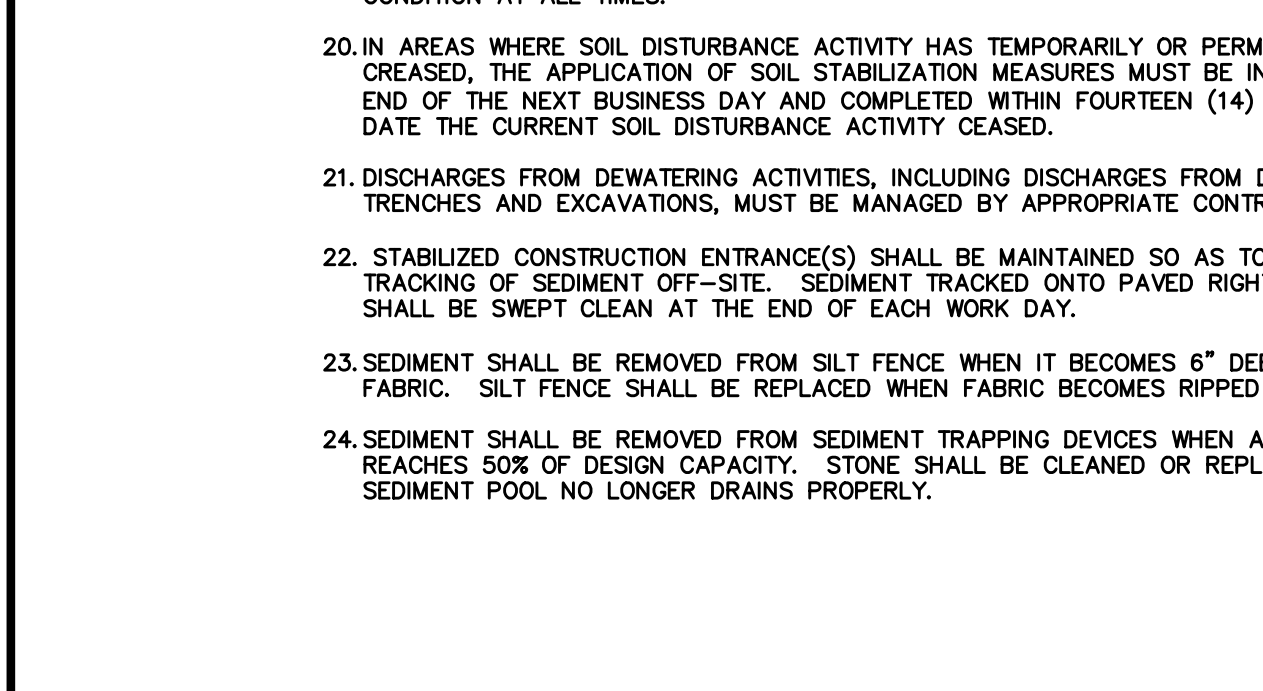 CONDITION AT ALL TIMES.
20. IN AREAS WHERE SOIL DISTURBANCE ACTIVITY HAS TEMPORARILY OR
CREASED, THE APPLICATION OF SOIL STABILIZATION MEASURES MUST BE
END OF THE NEXT BUSINESS DAY AND COMPLETED WITHIN FOURTEEN (14)
DATE THE CURRENT SOIL DISTURBANCE ACTIVITY CEASED.
21. DISCHARGES FROM DEWATERING ACTIVITIES, INCLUDING DISCHARGES FROM
TRENCHES AND EXCAVATIONS, MUST BE MANAGED BY APPROPRIATE
22. STABILIZED CONSTRUCTION ENTRANCE(S) SHALL BE MAINTAINED SO AS TO
TRACKING OF SEDIMENT OFF-SITE. SEDIMENT TRACKED ONTO PAVED
SHALL BE SWEPT CLEAN AT THE END OF EACH WORK DAY.
23. SEDIMENT SHALL BE REMOVED FROM SILT FENCE WHEN IT BECOMES 6"
FABRIC. SILT FENCE SHALL BE REPLACED WHEN FABRIC BECOMES RIPPED
24. SEDIMENT SHALL BE REMOVED FROM SEDIMENT TRAPPING DEVICES WHEN
REACHES 50% OF DESIGN CAPACITY. STONE SHALL BE CLEANED OR
SEDIMENT POOL NO LONGER DRAINS PROPERLY.